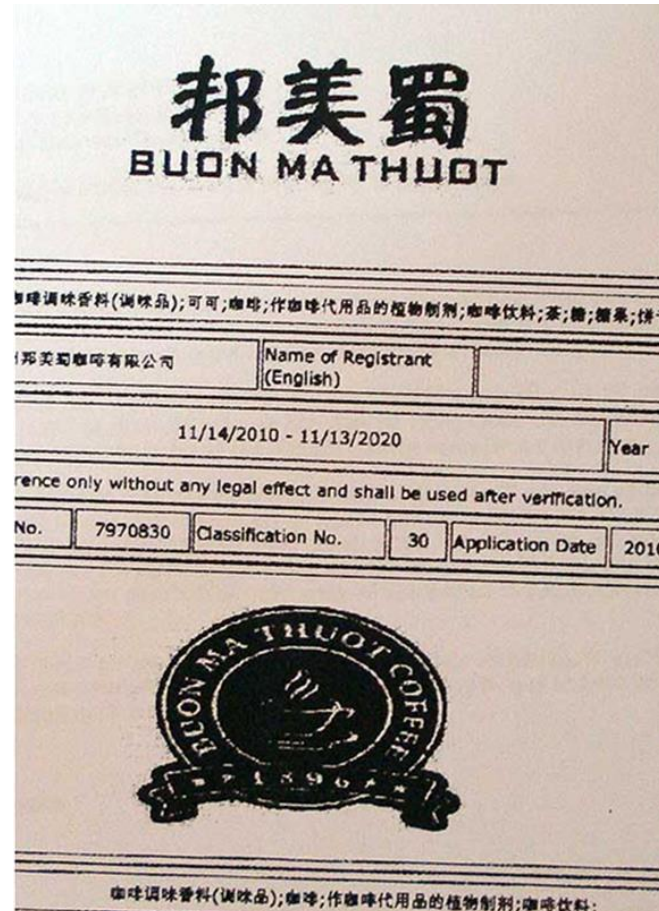 邦美蜀
BUON MA THUOT
咖啡调味香料(调味品);可可;咖啡;作咖啡代用品的植物制剂;咖啡饮料;茶;糖;糖果;饼
州邦美蜀咖啡有限公司 Name of Registrant (English)
11/14/2010 - 11/13/2020 Year
rence only without any legal effect and shall be used after verification.
No. 7970830 Classification No. 30 Application Date 2010
BUON MA THUOT COFFEE
1896
咖啡调味香料(调味品);咖啡;作咖啡代用品的植物制剂;咖啡饮料;